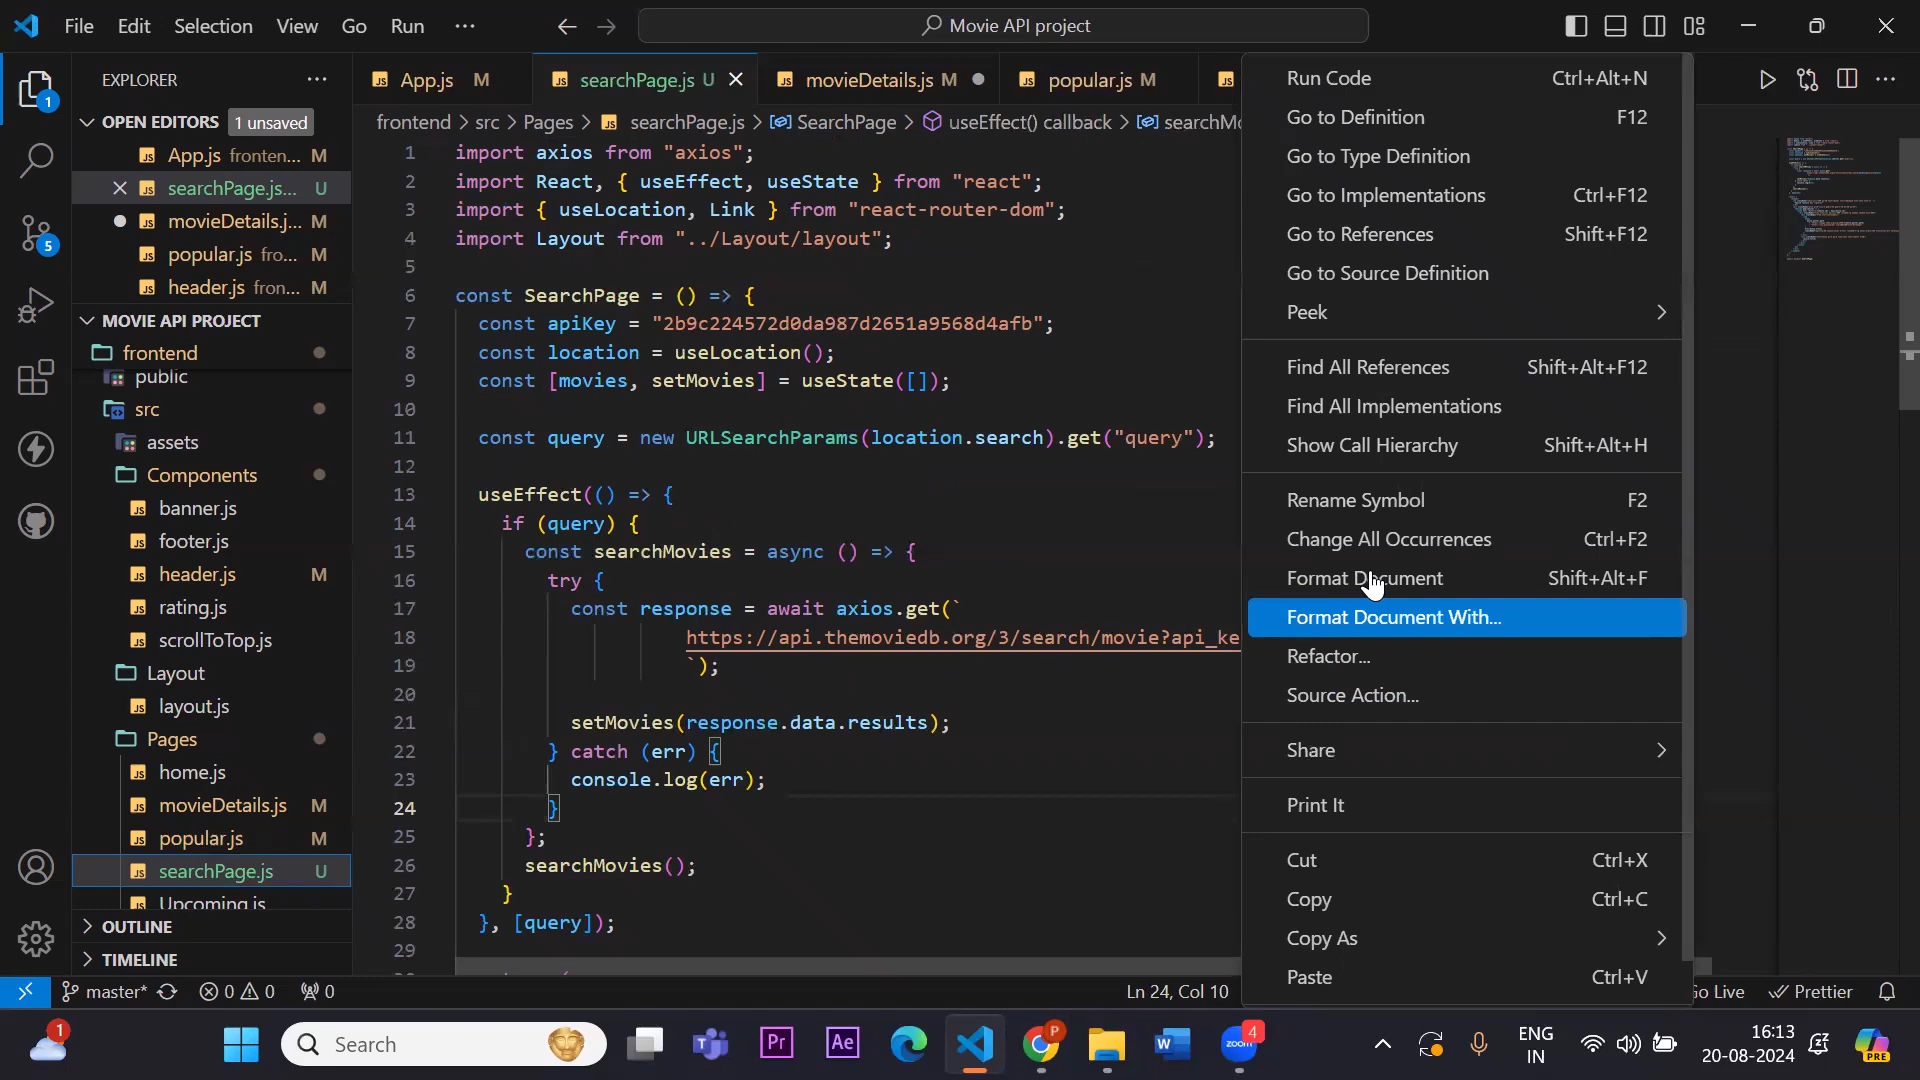 File Edit Selection View Go Run ... Movie API project
EXPLORER ...
OPEN EDITORS 1 unsaved
App.js fronten... M
searchPage.js... U
movieDetails.j... M
popular.js fro... M
header.js fron... M
MOVIE API PROJECT
frontend
public
src
assets
Components
banner.js
footer.js
header.js M
rating.js
scrollToTop.js
Layout
layout.js
Pages
home.js
movieDetails.js M
popular.js M
searchPage.js U
Upcoming.js
OUTLINE
TIMELINE
App.js M searchPage.js U movieDetails.js M popular.js M
frontend > src > Pages > searchPage.js > SearchPage > useEffect() callback > searchMo
1 import axios from "axios";
2 import React, { useEffect, useState } from "react";
3 import { useLocation, Link } from "react-router-dom";
4 import Layout from "../Layout/layout";
5
6 const SearchPage = () => {
7 const apiKey = "2b9c224572d0da987d2651a9568d4afb";
8 const location = useLocation();
9 const [movies, setMovies] = useState([]);
10
11 const query = new URLSearchParams(location.search).get("query");
12
13 useEffect(() => {
14 if (query) {
15 const searchMovies = async () => {
16 try {
17 const response = await axios.get(`
18 https://api.themoviedb.org/3/search/movie?api_ke
19 `);
20
21 setMovies(response.data.results);
22 } catch (err) {
23 console.log(err);
24 }
25 };
26 searchMovies();
27 }
28 }, [query]);
29
Run Code Ctrl+Alt+N
Go to Definition F12
Go to Type Definition
Go to Implementations Ctrl+F12
Go to References Shift+F12
Go to Source Definition
Peek
Find All References Shift+Alt+F12
Find All Implementations
Show Call Hierarchy Shift+Alt+H
Rename Symbol F2
Change All Occurrences Ctrl+F2
Format Document Shift+Alt+F
Format Document With...
Refactor...
Source Action...
Share
Print It
Cut Ctrl+X
Copy Ctrl+C
Copy As
Paste Ctrl+V
master* 0 0 0 Ln 24, Col 10 Go Live Prettier
1 Search Pr Ae P W zoom 4 ENG IN 16:13 20-08-2024 PRE